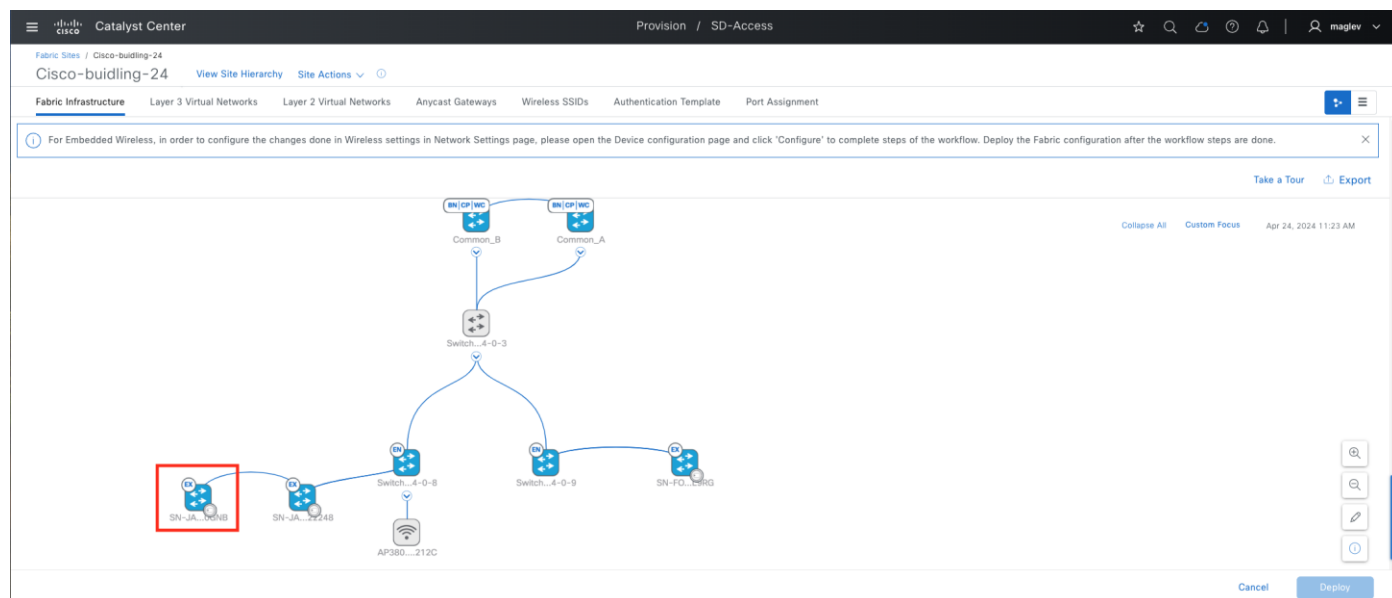 cisco Catalyst Center
Provision / SD-Access
maglev
Fabric Sites / Cisco-buidling-24
Cisco-buidling-24 View Site Hierarchy Site Actions
Fabric Infrastructure Layer 3 Virtual Networks Layer 2 Virtual Networks Anycast Gateways Wireless SSIDs Authentication Template Port Assignment
For Embedded Wireless, in order to configure the changes done in Wireless settings in Network Settings page, please open the Device configuration page and click 'Configure' to complete steps of the workflow. Deploy the Fabric configuration after the workflow steps are done.
Take a Tour Export
Collapse All Custom Focus Apr 24, 2024 11:23 AM
BN|CP|WC BN|CP|WC
Common_B Common_A
Switch...4-0-3
EN EN EX
Switch...4-0-8 Switch...4-0-9
EX EX
SN-JA...22248
AP380....212C
Cancel Deploy